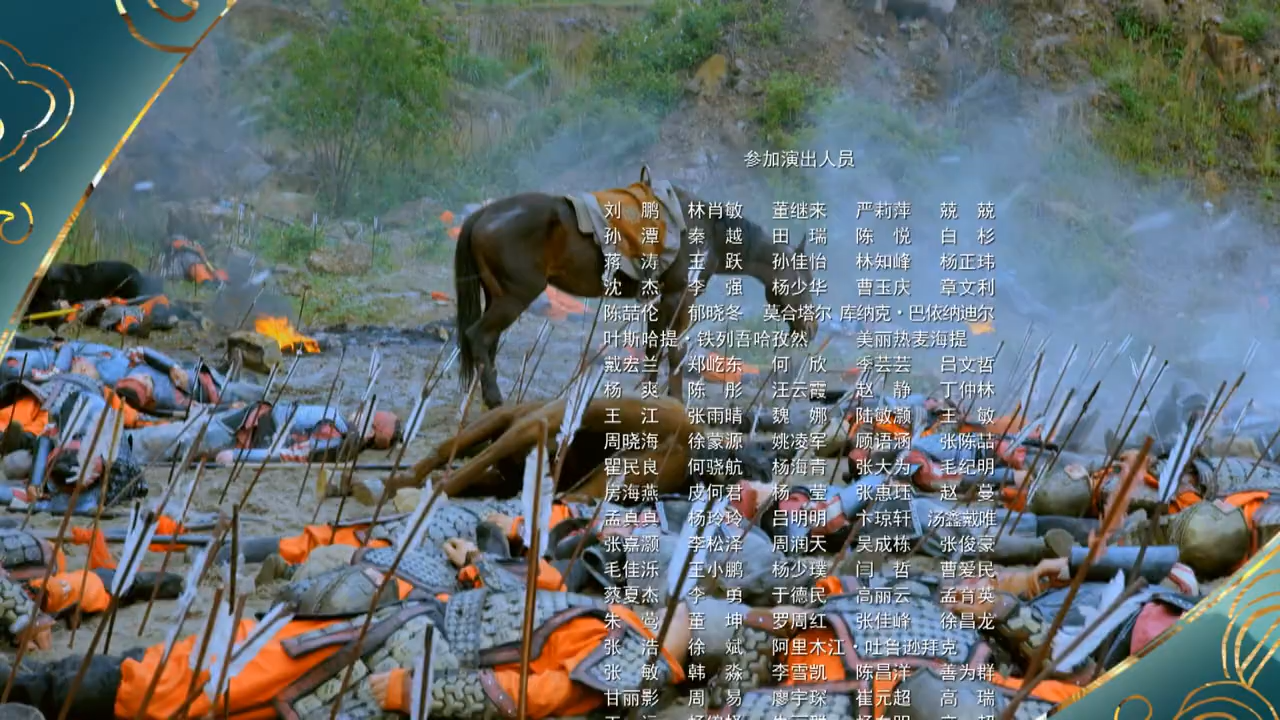 参加演出人员
刘 鹏 林肖敏 董继来 严莉萍 兢 兢
孙 潭 秦 越 田 瑞 陈 悦 白 杉
蒋 涛 王 跃 孙佳怡 林知峰 杨正玮
沈 杰 李 强 杨少华 曹玉庆 章文利
陈喆伦 郁晓冬 莫合塔尔 库纳克·巴依纳迪尔
叶斯哈提·铁列吾哈孜然 美丽热麦海提
戴宏兰 郑屹东 何 欣 季芸芸 吕文哲
杨 爽 陈 彤 汪云霞 赵 静 丁仲林
王 江 张雨晴 魏 娜 陆敏灏 王 敏
周晓海 徐蒙源 姚凌军 顾语涵 张陈喆
瞿民良 何骁航 杨海青 张大为 毛纪明
房海燕 皮何君 杨 莹 张惠珏 赵 蔓
孟真真 杨玲玲 吕明明 卞琼轩 汤鑫戴唯
张嘉灏 李松泽 周润天 吴成栋 张俊豪
毛佳泺 王小鹏 杨少璞 闫 哲 曹爱民
蔡夏杰 李 勇 于德民 高丽云 孟育英
朱 董 坤 罗周红 张佳峰 徐昌龙
张 浩 徐 斌 阿里木江·吐鲁逊拜克
张 敏 韩 淼 李雪凯 陈昌洋 善为群
甘丽影 周 易 廖宇琛 崔元超 高 瑞